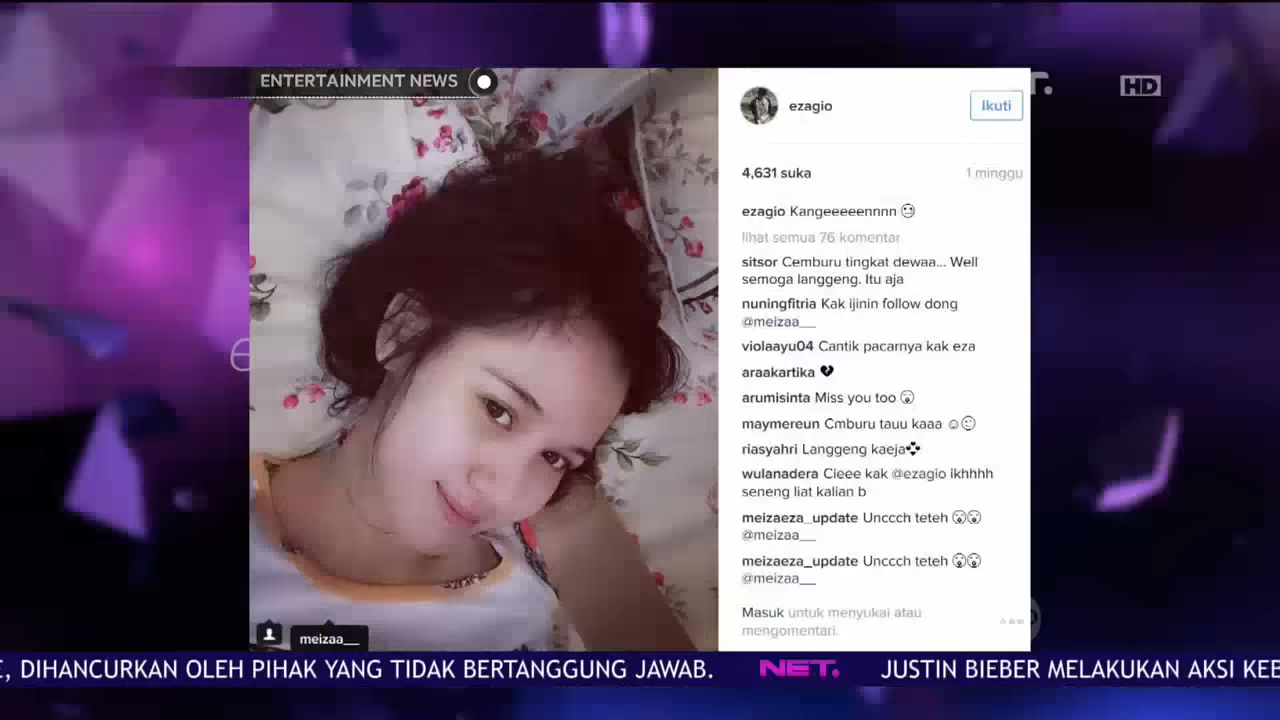 ENTERTAINMENT NEWS
T.
HD
ezagio
Ikuti
4,631 suka
1 minggu
ezagio Kangeeeeennnn
lihat semua 76 komentar
sitsor Cemburu tingkat dewaa... Well
semoga langgeng. Itu aja
nuningfitria Kak ijinin follow dong
@meizaa__
violaayu04 Cantik pacarnya kak eza
araakartika
arumisinta Miss you too
maymereun Cmburu tauu kaaa
riasyahri Langgeng kaeja
wulanadera Cieee kak @ezagio ikhhhh
seneng liat kalian b
meizaeza_update Unccch teteh
@meizaa__
meizaeza_update Unccch teteh
@meizaa__
Masuk untuk menyukai atau
mengomentari.
meizaa__
E, DIHANCURKAN OLEH PIHAK YANG TIDAK BERTANGGUNG JAWAB. NET. JUSTIN BIEBER MELAKUKAN AKSI KEB